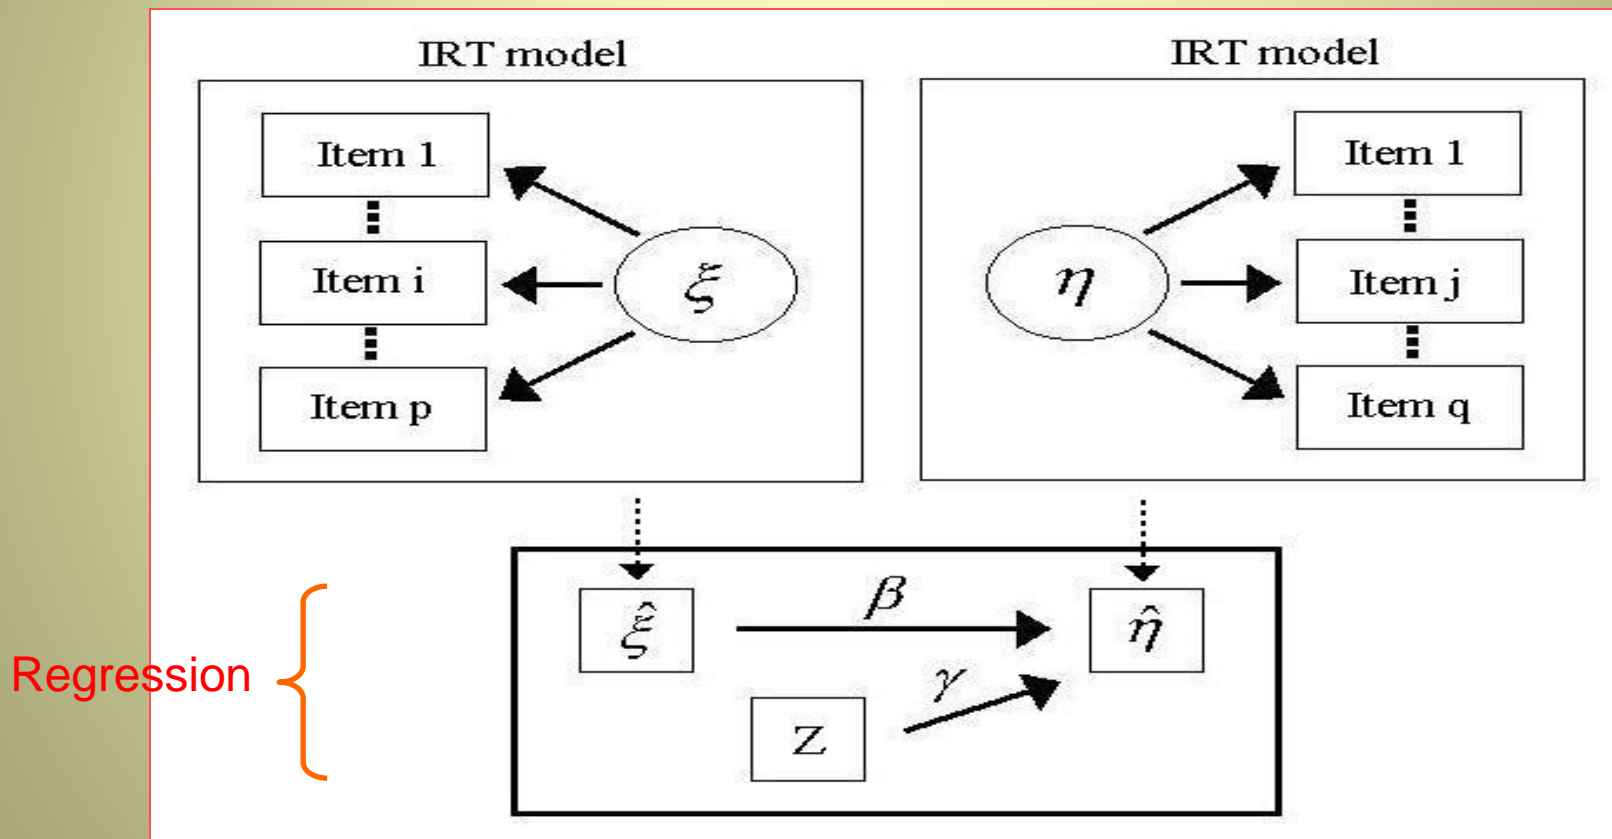 IRT model
Item 1
Item i
Item p
ξ
IRT model
η
Item 1
Item j
Item q
Regression
ξ̂
β
η̂
γ
Z